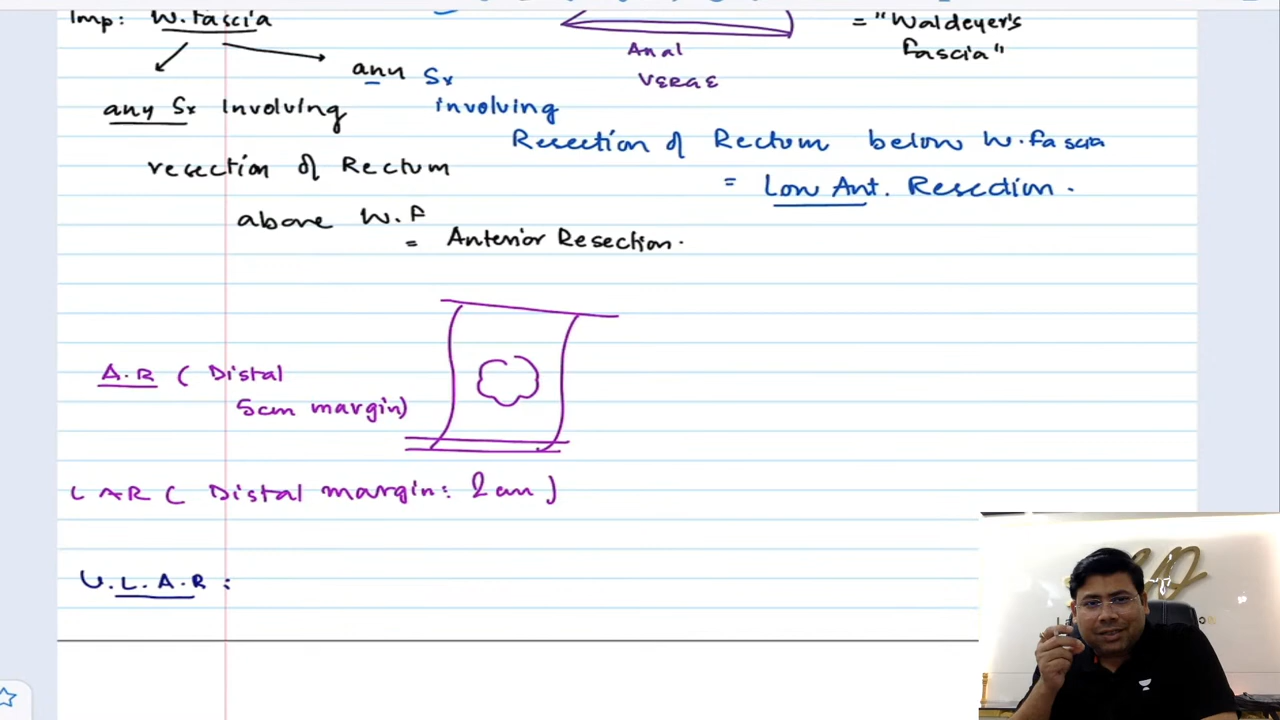 Imp: W.Fascia
= "Waldeyer's
Fascia"
Anal
VERGE
any Sx
involving
Resection of Rectum below W.fascia
= Low Ant. Resection.
any Sx Involving
resection of Rectum
above W.F
= Anterior Resection.
A.R ( Distal
5cm margin)
LAR ( Distal margin: 2cm )
U.L.A.R :